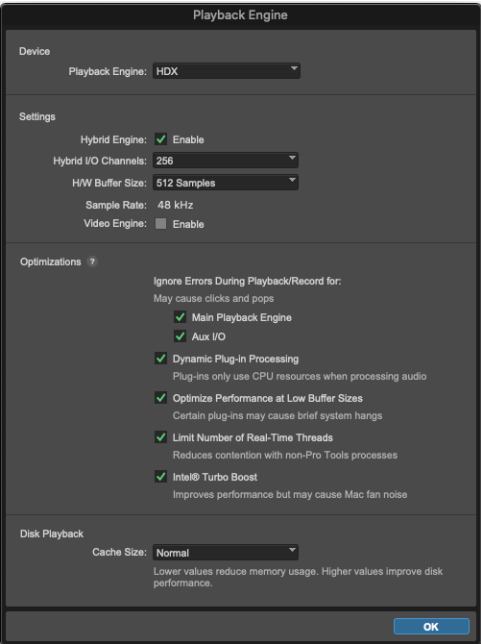 Playback Engine
Device
Playback Engine: HDX
Settings
Hybrid Engine: Enable
Hybrid I/O Channels: 256
H/W Buffer Size: 512 Samples
Sample Rate: 48 kHz
Video Engine: Enable
Optimizations ?
Ignore Errors During Playback/Record for:
May cause clicks and pops
Main Playback Engine
Aux I/O
Dynamic Plug-in Processing
Plug-ins only use CPU resources when processing audio
Optimize Performance at Low Buffer Sizes
Certain plug-ins may cause brief system hangs
Limit Number of Real-Time Threads
Reduces contention with non-Pro Tools processes
Intel® Turbo Boost
Improves performance but may cause Mac fan noise
Disk Playback
Cache Size: Normal
Lower values reduce memory usage. Higher values improve disk
performance.
OK